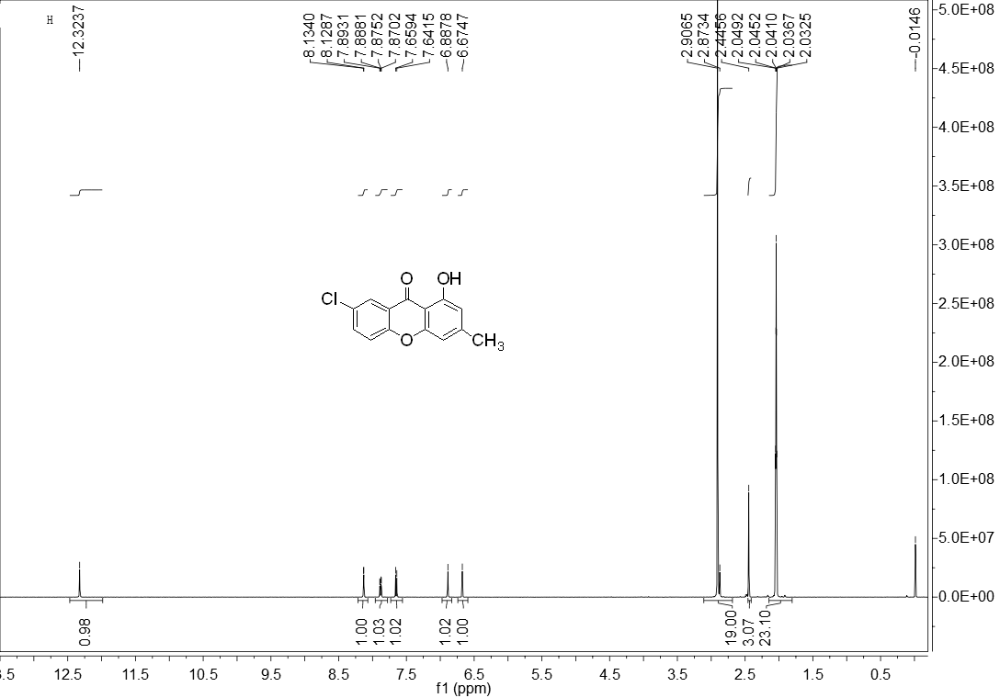 H
12.3237
8.1340
8.1287
7.8931
7.8881
7.8752
7.8702
7.6594
7.6415
6.8878
6.6747
2.9065
2.8734
2.4456
2.0492
2.0452
2.0410
2.0367
2.0325
-0.0146
5.0E+08
4.5E+08
4.0E+08
3.5E+08
3.0E+08
2.5E+08
2.0E+08
1.5E+08
1.0E+08
5.0E+07
0.0E+00
O
OH
Cl
O
CH3
0.98
1.00
1.03
1.02
1.02
1.00
19.00
3.07
23.10
3.5 12.5 11.5 10.5 9.5 8.5 7.5 6.5 5.5 4.5 3.5 2.5 1.5 0.5
f1 (ppm)